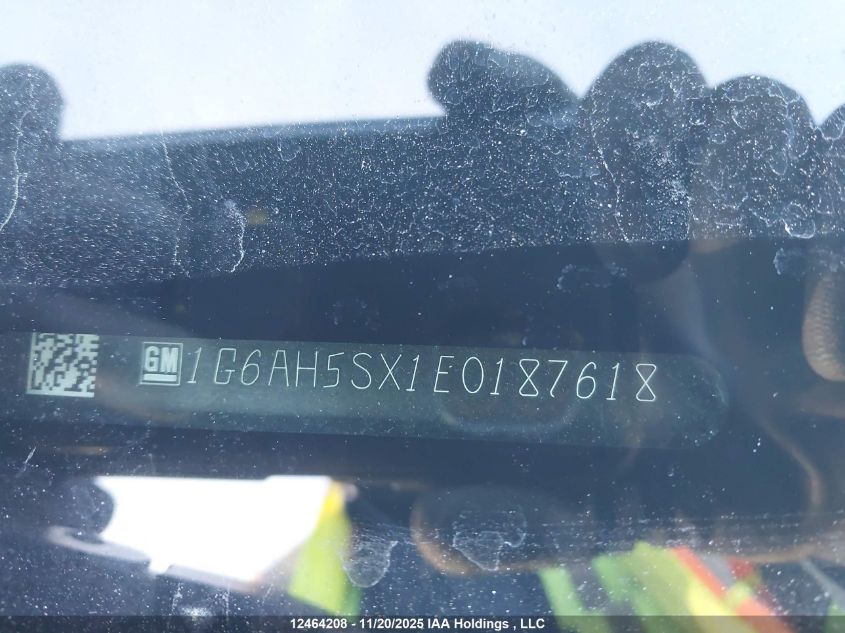 GM 1G6AH5SX1E0187618
12464208 - 11/20/2025 IAA Holdings , LLC